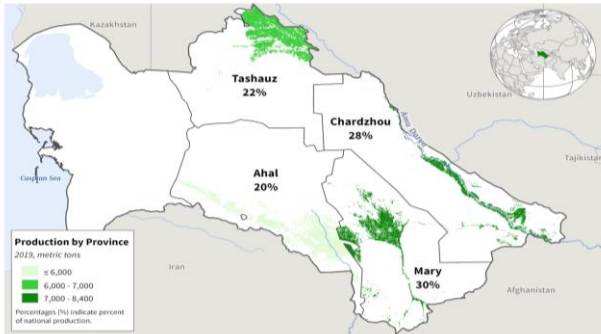 Kazakhstan
Tashauz
22%
Uzbekistan
Chardzhou
28%
Amu Darya
Tajikistan
Ahal
20%
Caspian Sea
Production by Province
2019, metric tons
≤ 6,000
6,000 - 7,000
7,000 - 8,400
Percentages (%) indicate percent
of national production.
Iran
Mary
30%
Afghanistan